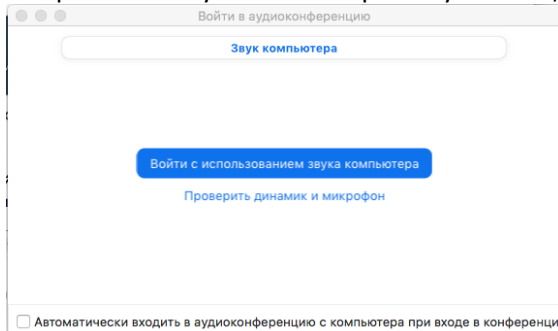 Войти в аудиоконференцию
Звук компьютера
Войти с использованием звука компьютера
Проверить динамик и микрофон
Автоматически входить в аудиоконференцию с компьютера при входе в конференци